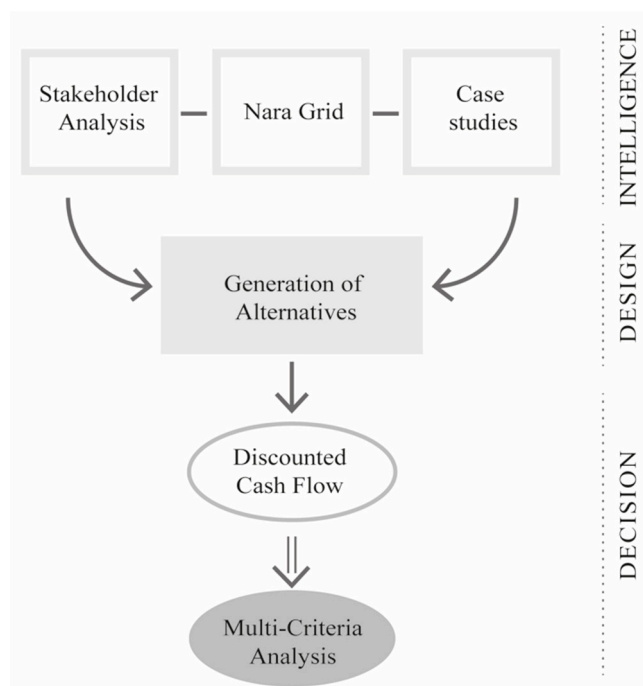 Stakeholder
Analysis
Nara Grid
Case
studies
INTELLIGENCE
Generation of
Alternatives
DESIGN
Discounted
Cash Flow
DECISION
Multi-Criteria
Analysis